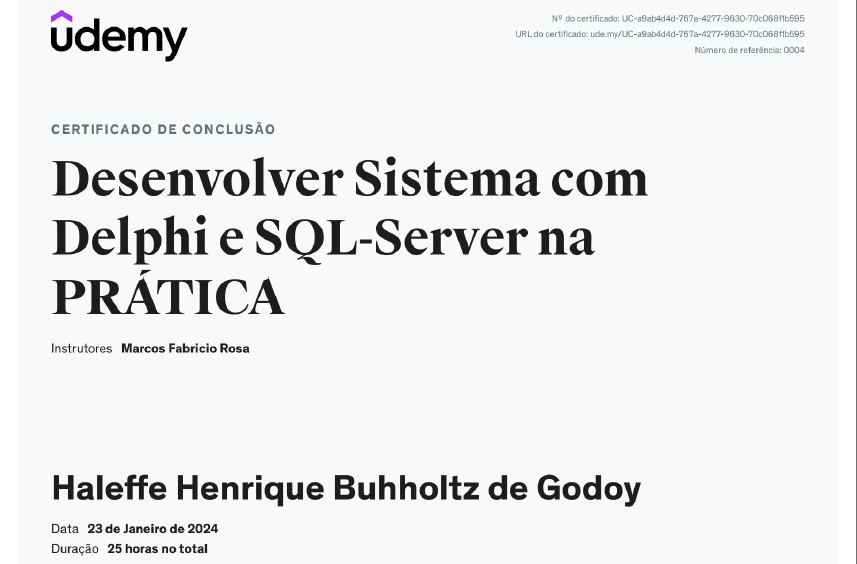 udemy
Nº do certificado: UC-a9ab4d4d-767a-4277-9630-70c068f1b595
URL do certificado: ude.my/UC-a9ab4d4d-767a-4277-9630-70c068f1b595
Número de referência: 0004
CERTIFICADO DE CONCLUSÃO
Desenvolver Sistema com
Delphi e SQL-Server na
PRÁTICA
Instrutores Marcos Fabricio Rosa
Haleffe Henrique Buhholtz de Godoy
Data 23 de Janeiro de 2024
Duração 25 horas no total